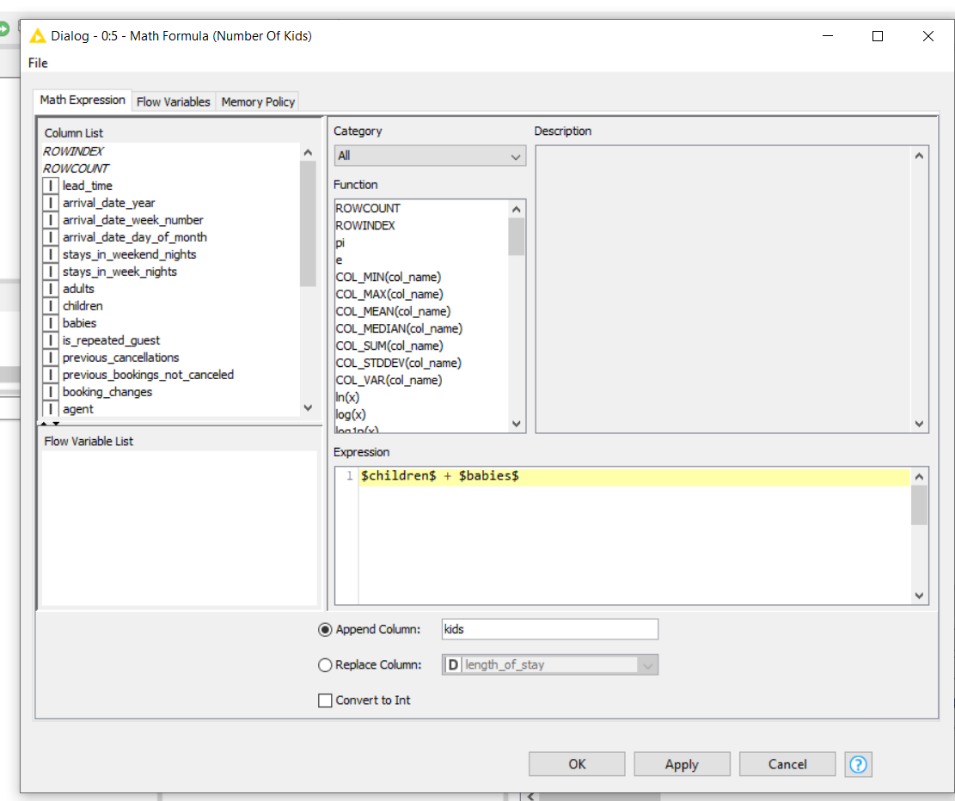 Dialog - 0:5 - Math Formula (Number Of Kids)
File
Math Expression Flow Variables Memory Policy
Column List
ROWINDEX
ROWCOUNT
I lead_time
I arrival_date_year
I arrival_date_week_number
I arrival_date_day_of_month
I stays_in_weekend_nights
I stays_in_week_nights
I adults
I children
I babies
I is_repeated_guest
I previous_cancellations
I previous_bookings_not_canceled
I booking_changes
I agent
Flow Variable List
Category
All
Function
ROWCOUNT
ROWINDEX
pi
e
COL_MIN(col_name)
COL_MAX(col_name)
COL_MEAN(col_name)
COL_MEDIAN(col_name)
COL_SUM(col_name)
COL_STDDEV(col_name)
COL_VAR(col_name)
ln(x)
log(x)
log1p(x)
Description
Expression
1 $children$ + $babies$
Append Column: kids
Replace Column: D length_of_stay
Convert to Int
OK Apply Cancel ?